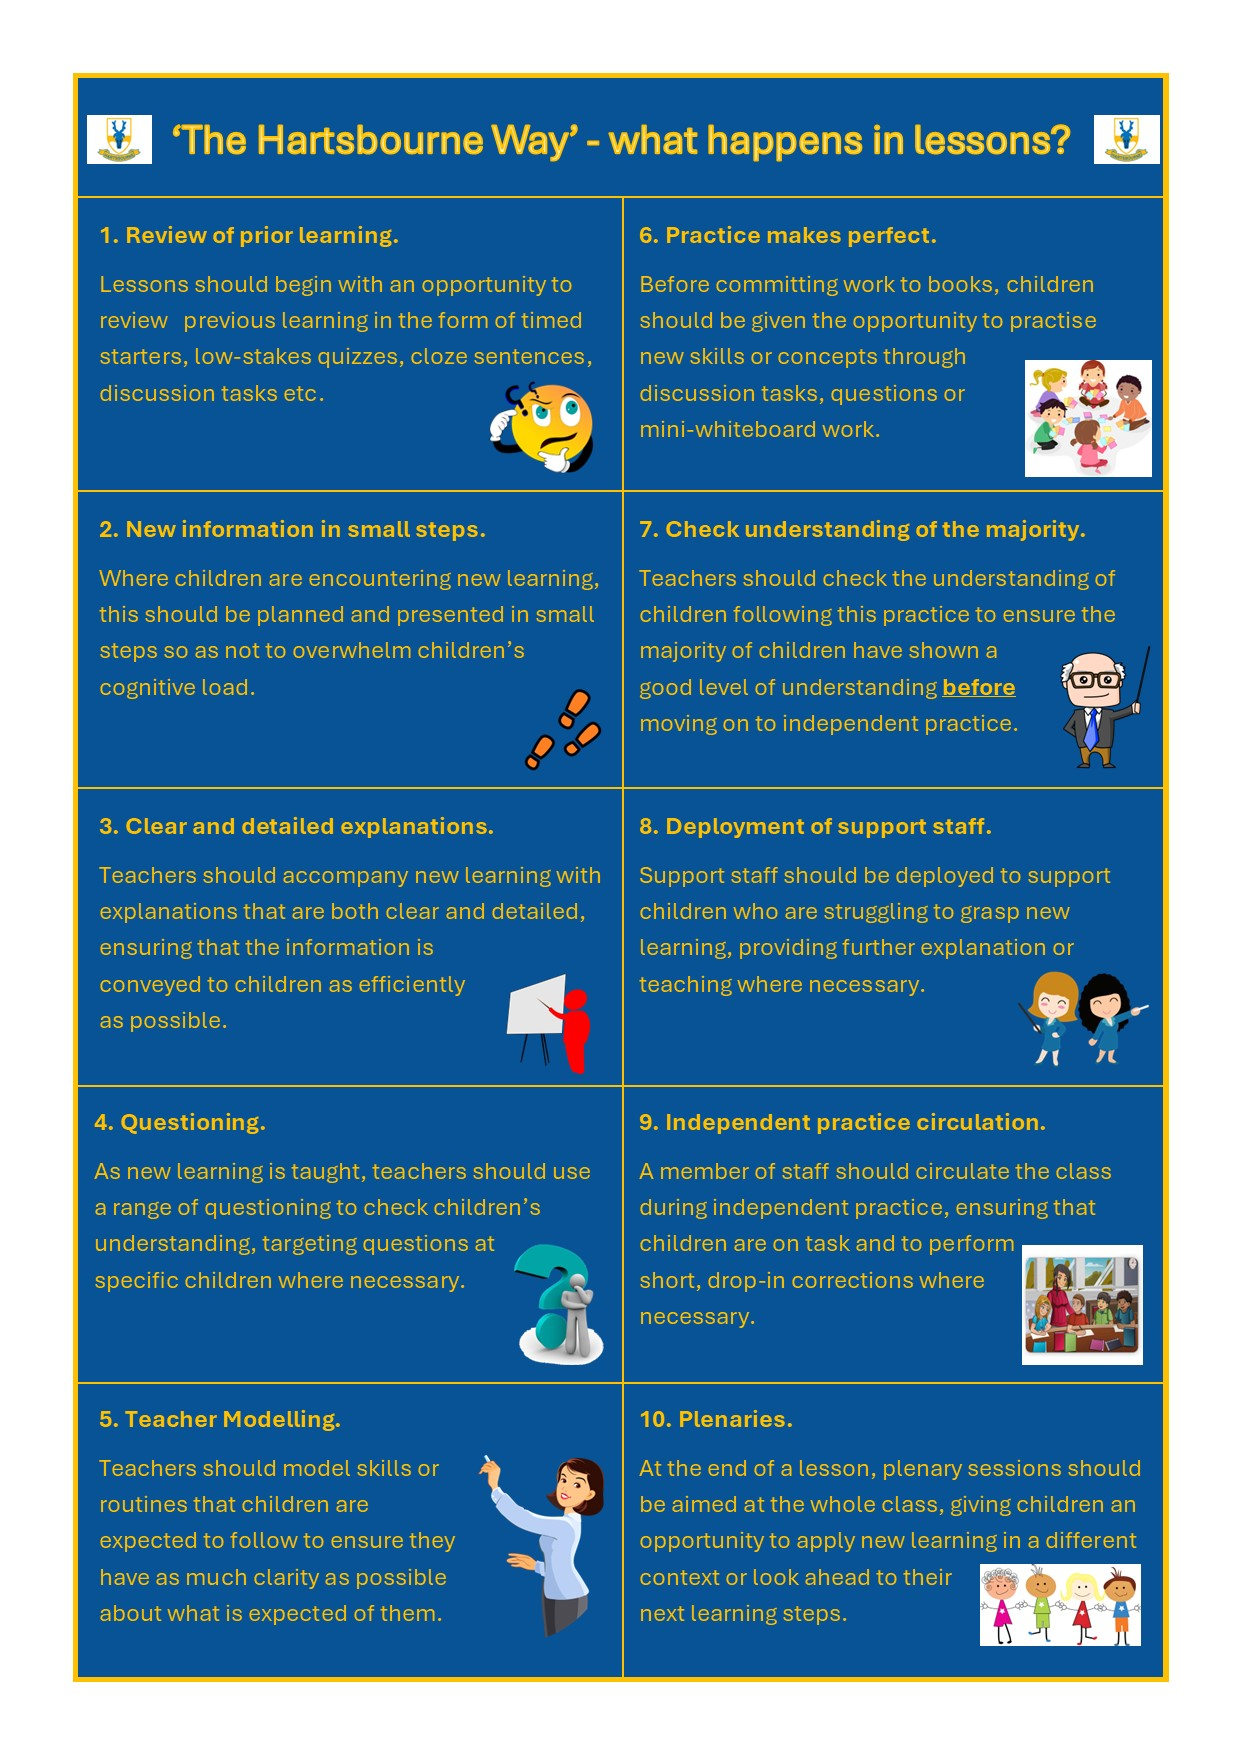 ‘The Hartsbourne Way’ - what happens in lessons?
1. Review of prior learning.
Lessons should begin with an opportunity to
review previous learning in the form of timed
starters, low-stakes quizzes, cloze sentences,
discussion tasks etc.
2. New information in small steps.
Where children are encountering new learning,
this should be planned and presented in small
steps so as not to overwhelm children’s
cognitive load.
3. Clear and detailed explanations.
Teachers should accompany new learning with
explanations that are both clear and detailed,
ensuring that the information is
conveyed to children as efficiently
as possible.
4. Questioning.
As new learning is taught, teachers should use
a range of questioning to check children’s
understanding, targeting questions at
specific children where necessary.
5. Teacher Modelling.
Teachers should model skills or
routines that children are
expected to follow to ensure they
have as much clarity as possible
about what is expected of them.
6. Practice makes perfect.
Before committing work to books, children
should be given the opportunity to practise
new skills or concepts through
discussion tasks, questions or
mini-whiteboard work.
7. Check understanding of the majority.
Teachers should check the understanding of
children following this practice to ensure the
majority of children have shown a
good level of understanding before
moving on to independent practice.
8. Deployment of support staff.
Support staff should be deployed to support
children who are struggling to grasp new
learning, providing further explanation or
teaching where necessary.
9. Independent practice circulation.
A member of staff should circulate the class
during independent practice, ensuring that
children are on task and to perform
short, drop-in corrections where
necessary.
10. Plenaries.
At the end of a lesson, plenary sessions should
be aimed at the whole class, giving children an
opportunity to apply new learning in a different
context or look ahead to their
next learning steps.